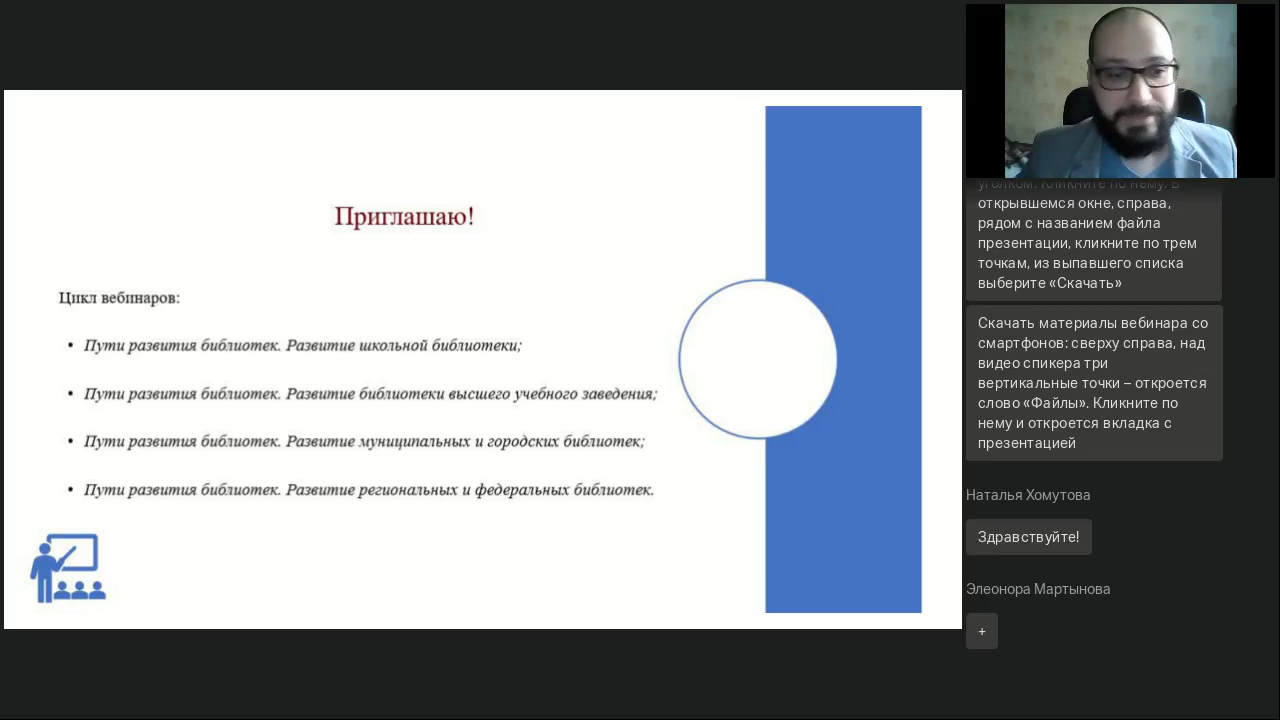 Приглашаю!
Цикл вебинаров:
• Пути развития библиотек. Развитие школьной библиотеки;
• Пути развития библиотек. Развитие библиотеки высшего учебного заведения;
• Пути развития библиотек. Развитие муниципальных и городских библиотек;
• Пути развития библиотек. Развитие региональных и федеральных библиотек.
уголком. Кликните по нему. В
открывшемся окне, справа,
рядом с названием файла
презентации, кликните по трем
точкам, из выпавшего списка
выберите «Скачать»
Скачать материалы вебинара со
смартфонов: сверху справа, над
видео спикера три
вертикальные точки – откроется
слово «Файлы». Кликните по
нему и откроется вкладка с
презентацией
Наталья Хомутова
Здравствуйте!
Элеонора Мартынова
+